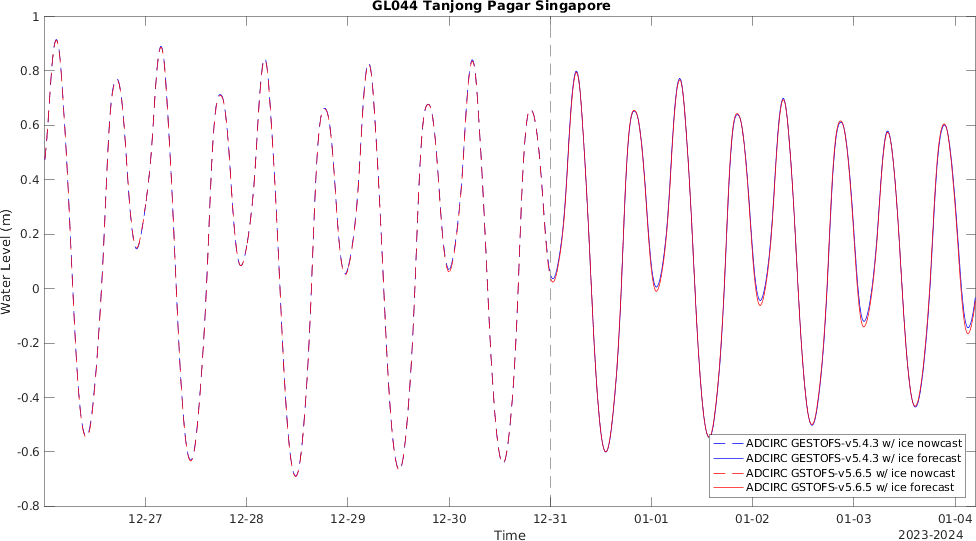 GL044 Tanjong Pagar Singapore
Water Level (m)
1
0.8
0.6
0.4
0.2
0
-0.2
-0.4
-0.6
-0.8
ADCIRC GESTOFS-v5.4.3 w/ ice nowcast
ADCIRC GESTOFS-v5.4.3 w/ ice forecast
ADCIRC GSTOFS-v5.6.5 w/ ice nowcast
ADCIRC GSTOFS-v5.6.5 w/ ice forecast
12-27 12-28 12-29 12-30 12-31 01-01 01-02 01-03 01-04
Time
2023-2024